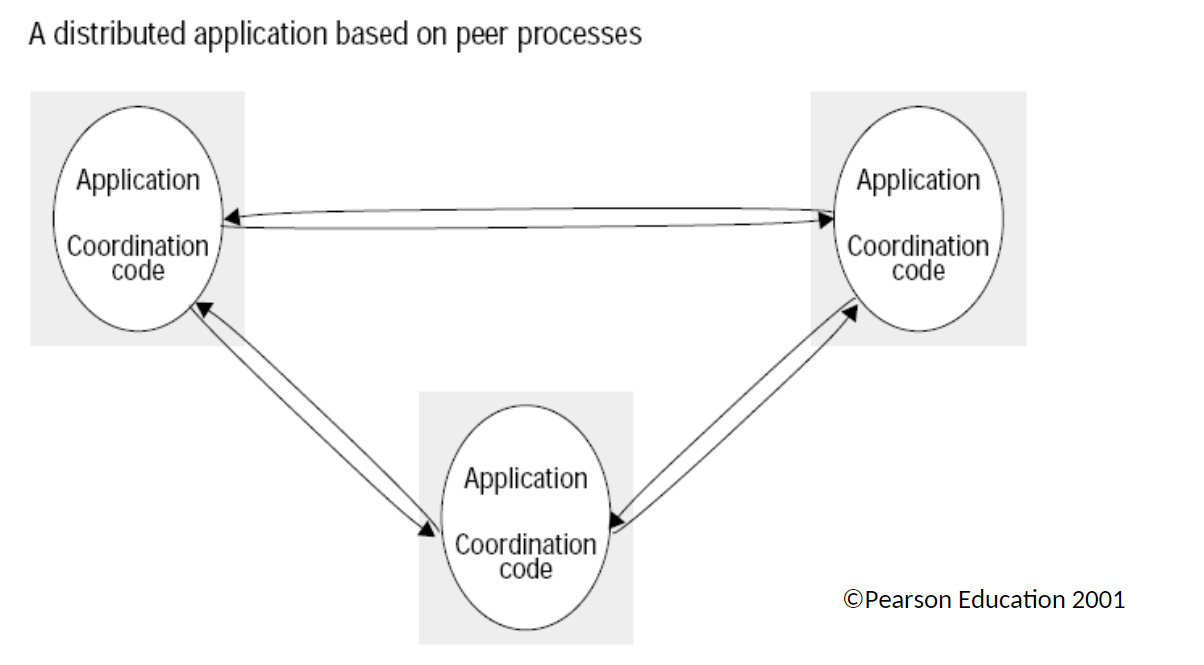 A distributed application based on peer processes
Application
Coordination
code
Application
Coordination
code
Application
Coordination
code
©Pearson Education 2001